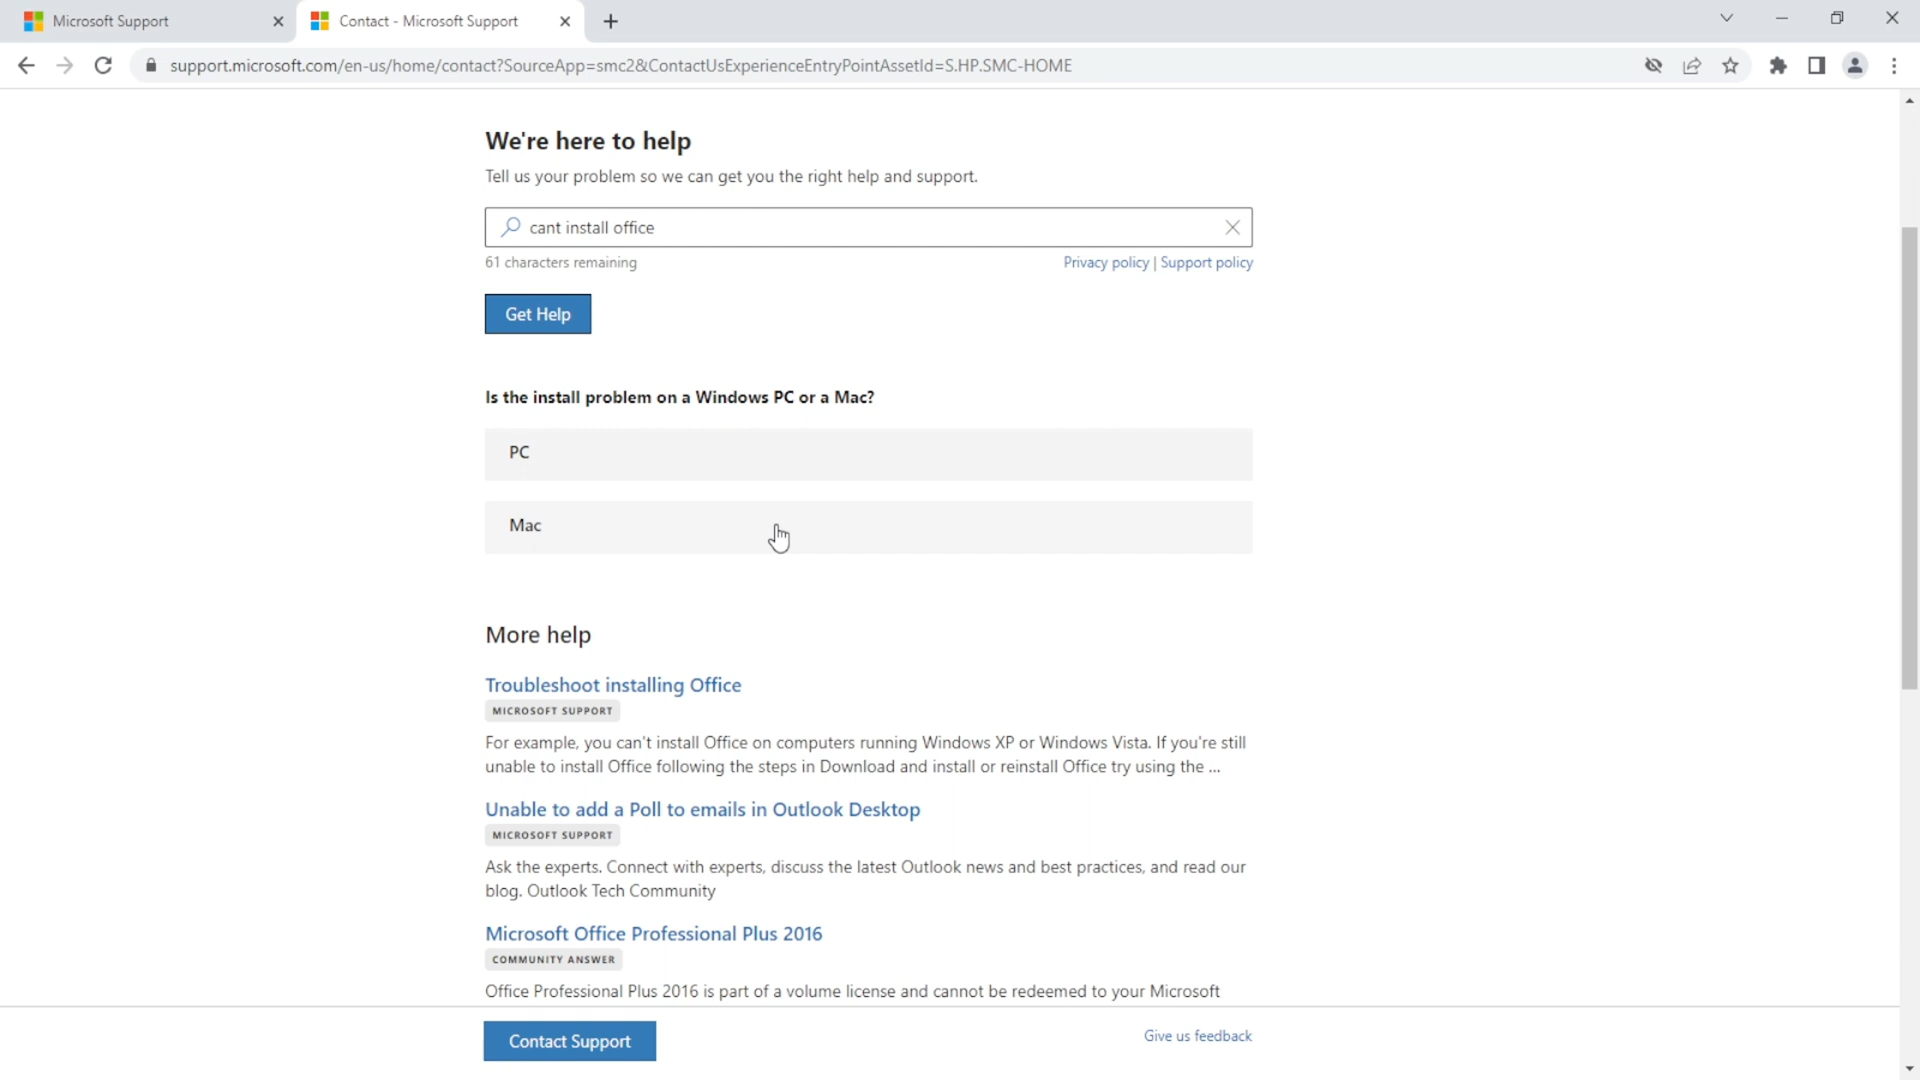 Microsoft Support
Contact - Microsoft Support
support.microsoft.com/en-us/home/contact?SourceApp=smc2&ContactUsExperienceEntryPointAssetId=S.HP.SMC-HOME
We're here to help
Tell us your problem so we can get you the right help and support.
cant install office
61 characters remaining
Privacy policy | Support policy
Get Help
Is the install problem on a Windows PC or a Mac?
PC
Mac
More help
Troubleshoot installing Office
MICROSOFT SUPPORT
For example, you can't install Office on computers running Windows XP or Windows Vista. If you're still
unable to install Office following the steps in Download and install or reinstall Office try using the ...
Unable to add a Poll to emails in Outlook Desktop
MICROSOFT SUPPORT
Ask the experts. Connect with experts, discuss the latest Outlook news and best practices, and read our
blog. Outlook Tech Community
Microsoft Office Professional Plus 2016
COMMUNITY ANSWER
Office Professional Plus 2016 is part of a volume license and cannot be redeemed to your Microsoft
Contact Support
Give us feedback